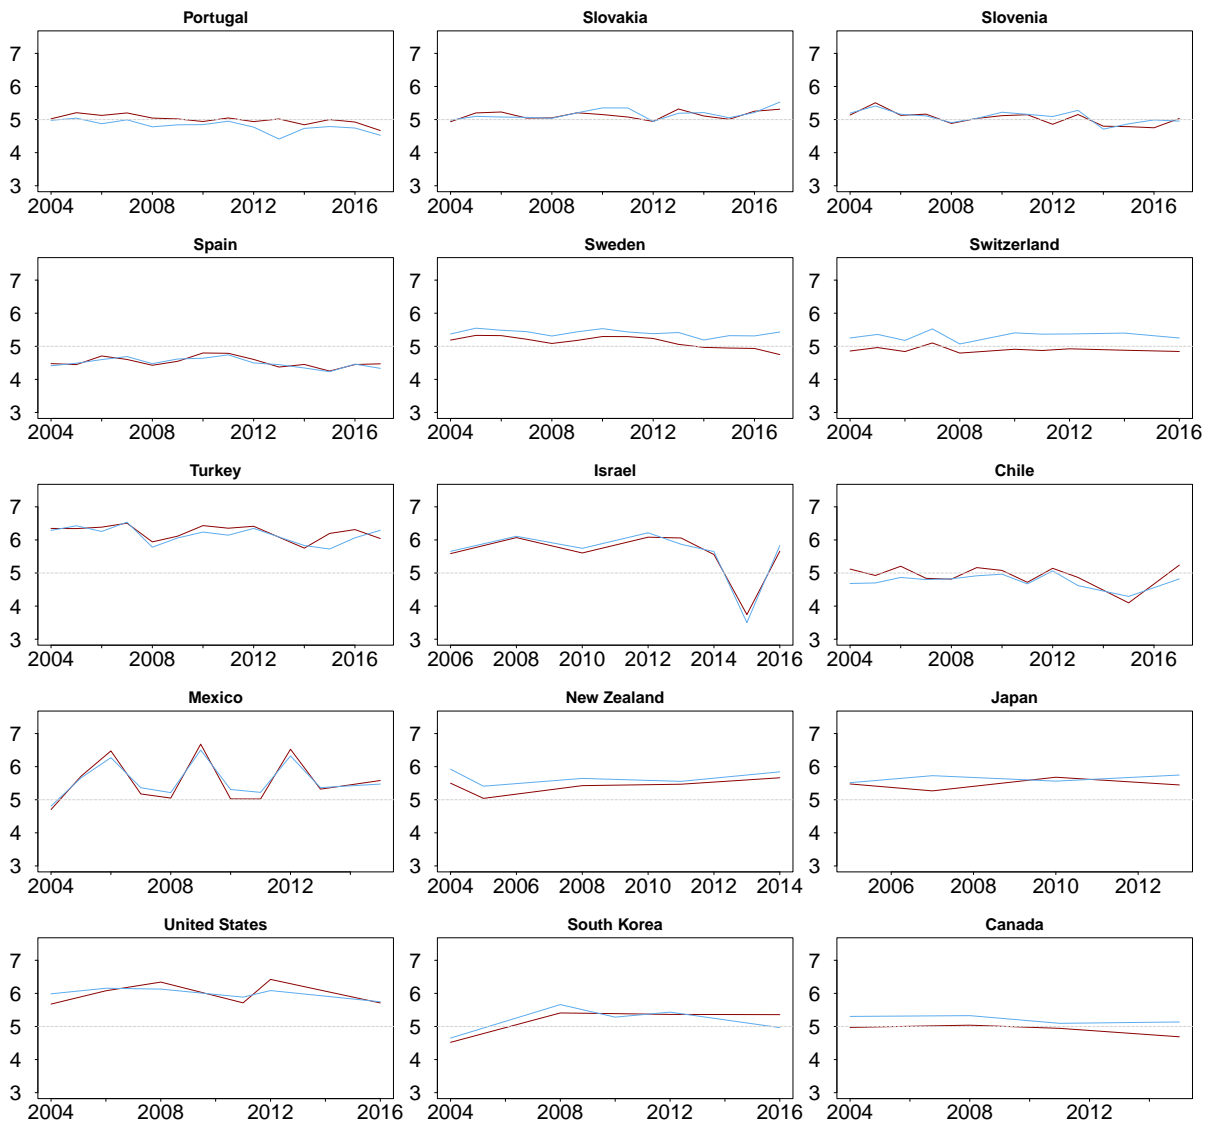 Portugal
7
6
5
4
3
2004 2008 2012 2016
Slovakia
7
6
5
4
3
2004 2008 2012 2016
Slovenia
7
6
5
4
3
2004 2008 2012 2016
Spain
7
6
5
4
3
2004 2008 2012 2016
Sweden
7
6
5
4
3
2004 2008 2012 2016
Switzerland
7
6
5
4
3
2004 2008 2012 2016
Turkey
7
6
5
4
3
2004 2008 2012 2016
Israel
7
6
5
4
3
2006 2008 2010 2012 2014 2016
Chile
7
6
5
4
3
2004 2008 2012 2016
Mexico
7
6
5
4
3
2004 2008 2012
New Zealand
7
6
5
4
3
2004 2006 2008 2010 2012 2014
Japan
7
6
5
4
3
2006 2008 2010 2012
United States
7
6
5
4
3
2004 2008 2012 2016
South Korea
7
6
5
4
3
2004 2008 2012 2016
Canada
7
6
5
4
3
2004 2008 2012